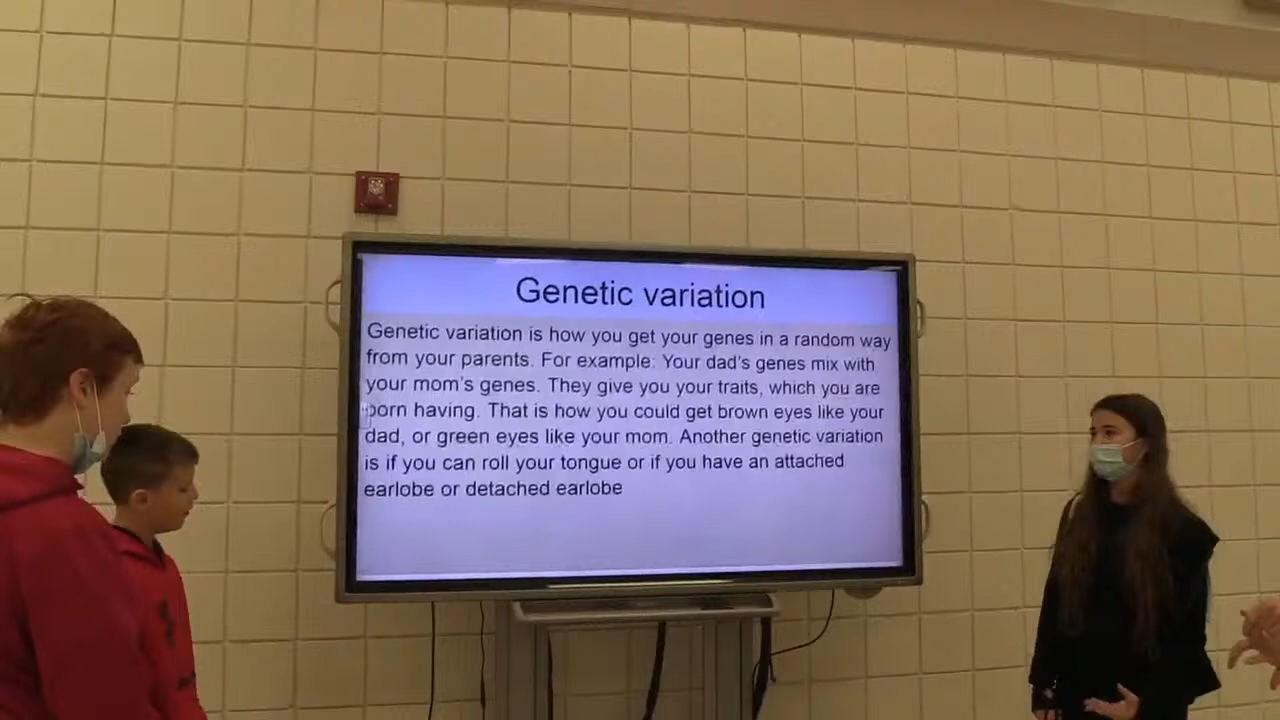 Genetic variation
Genetic variation is how you get your genes in a random way
from your parents. For example: Your dad's genes mix with
your mom's genes. They give you your traits, which you are
born having. That is how you could get brown eyes like your
dad, or green eyes like your mom. Another genetic variation
is if you can roll your tongue or if you have an attached
earlobe or detached earlobe